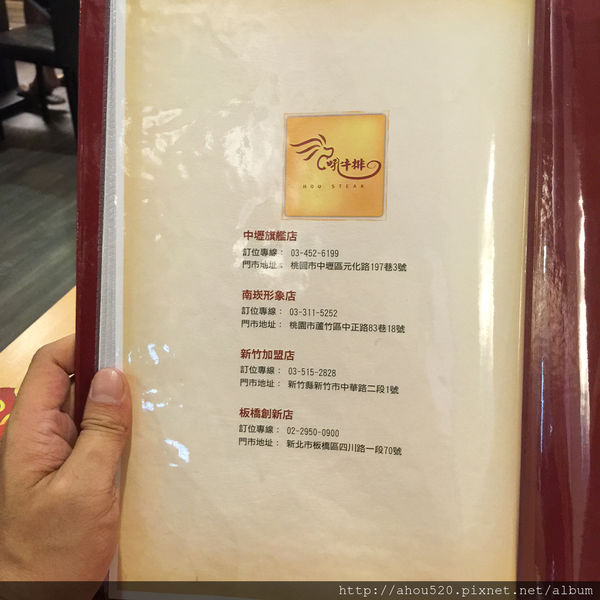 吼牛排
HOU STEAK
中壢旗艦店
訂位專線： 03-452-6199
門市地址： 桃園市中壢區元化路197巷3號
南崁形象店
訂位專線： 03-311-5252
門市地址： 桃園市蘆竹區中正路83巷18號
新竹加盟店
訂位專線： 03-515-2828
門市地址： 新竹縣新竹市中華路二段1號
板橋創新店
訂位專線： 02-2950-0900
門市地址： 新北市板橋區四川路一段70號
http://ahou520.pixnet.net/album